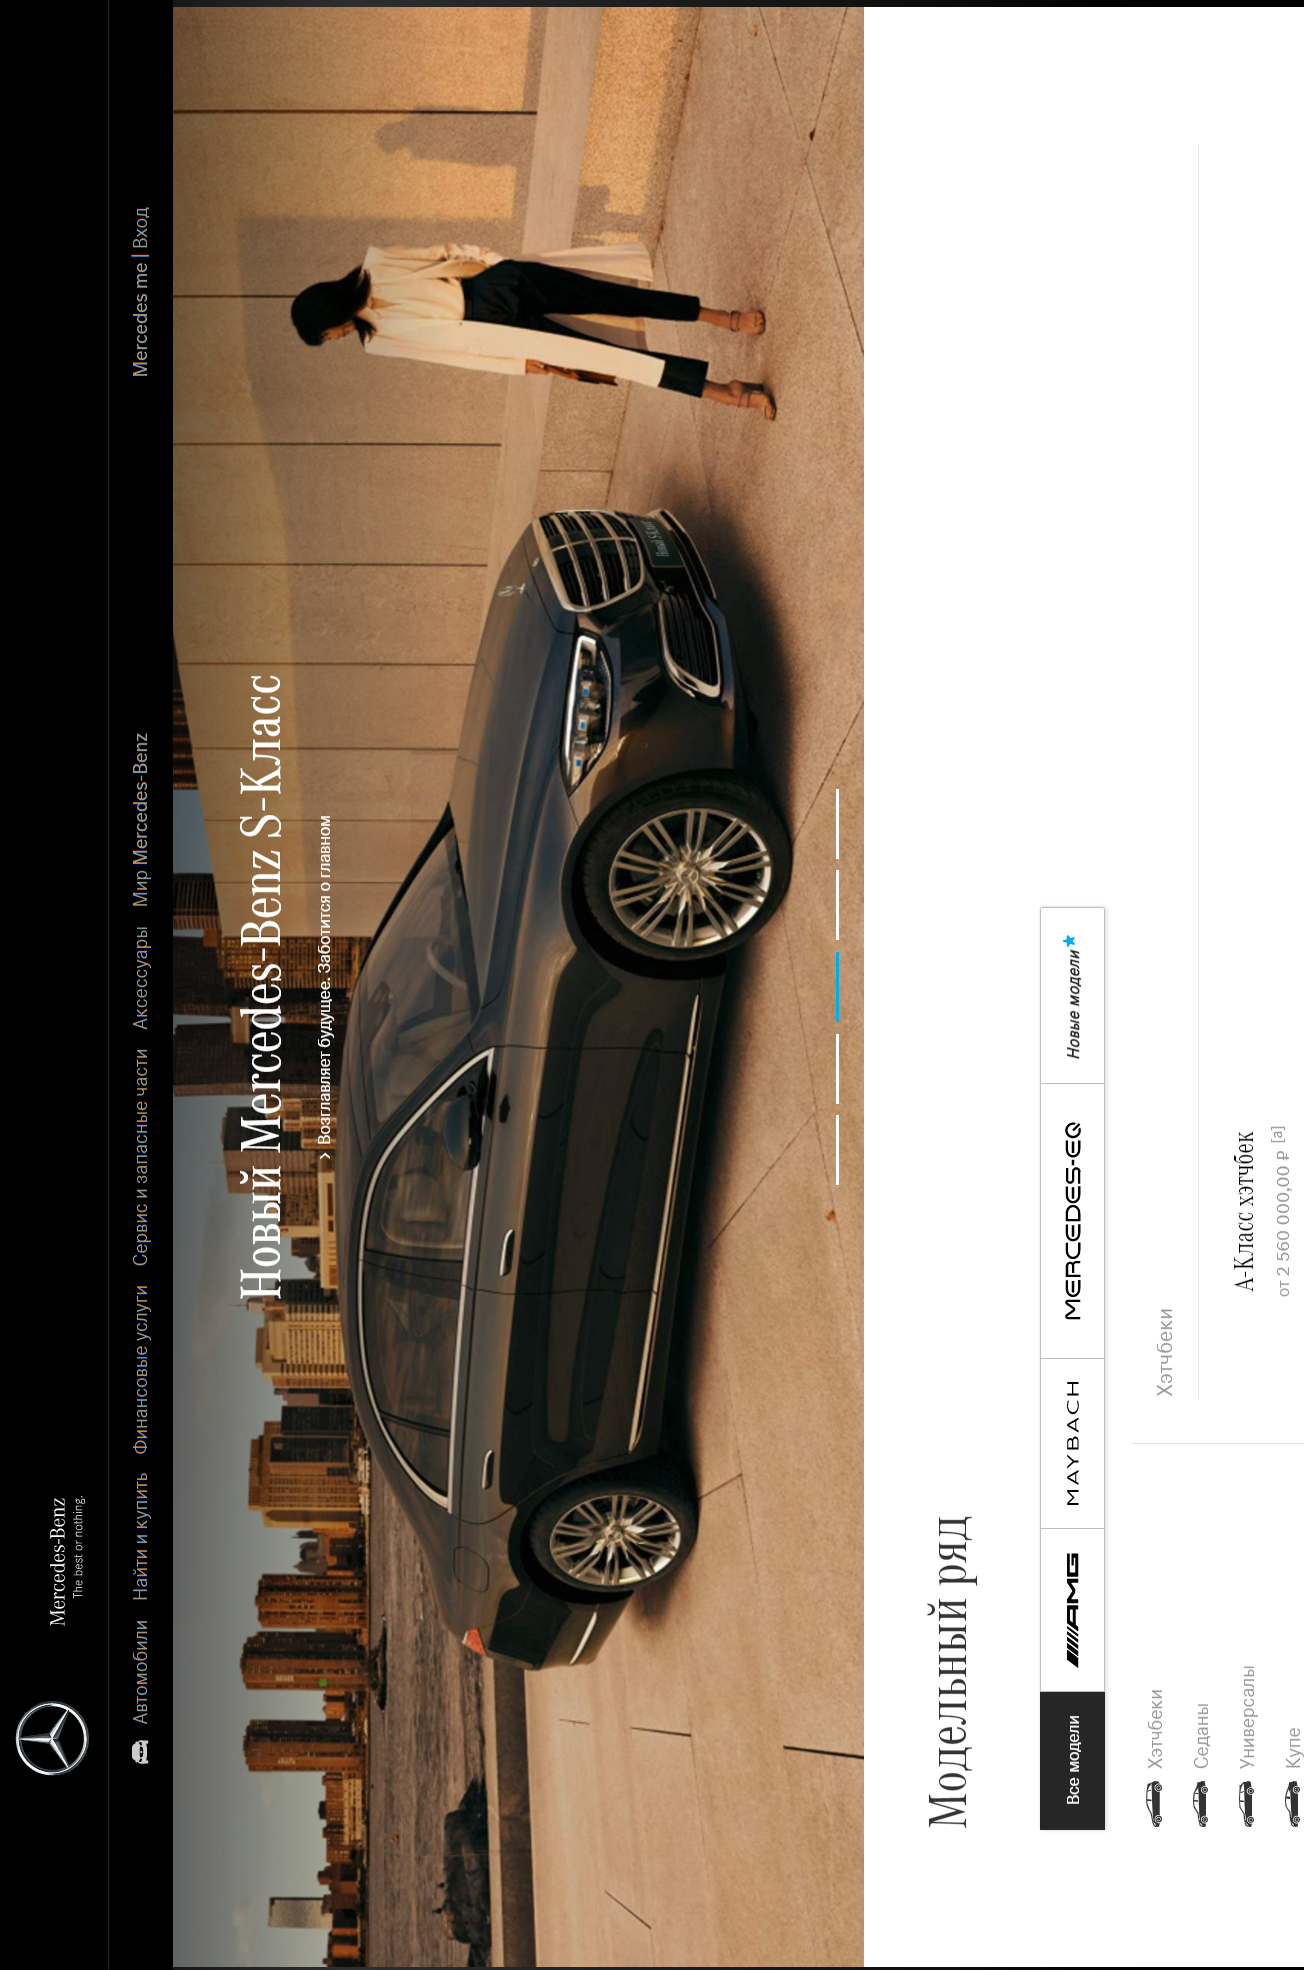 Mercedes-Benz
The best or nothing.
Автомобили Найти и купить Финансовые услуги Сервис и запасные части Аксессуары Мир Mercedes-Benz Mercedes me | Вход
Новый Mercedes-Benz S-Класс
Возглавляет будущее. Заботится о главном
Модельный ряд
Все модели AMG MAYBACH MERCEDES-EQ Новые модели
Хэтчбеки
Седаны
Универсалы
Купе
Хэтчбеки
А-Класс хэтчбек
от 2 560 000,00 ₽ [a]